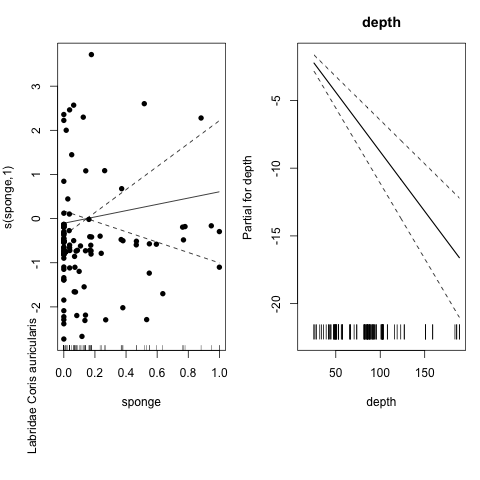 depth
s(sponge,1)
Labridae Coris auricularis
3
2
1
0
-1
-2
0.0 0.2 0.4 0.6 0.8 1.0
sponge
Partial for depth
-5
-10
-15
-20
50 100 150
depth